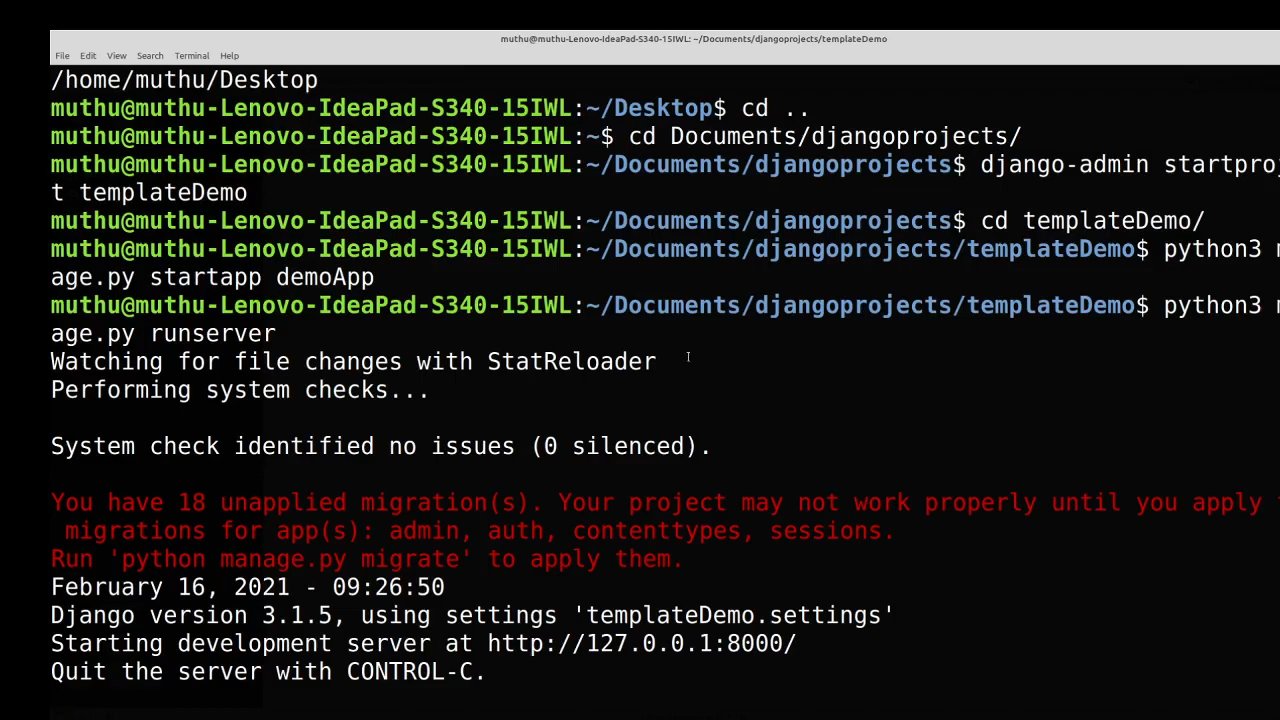 muthu@muthu-Lenovo-IdeaPad-S340-15IWL: ~/Documents/djangoprojects/templateDemo
File Edit View Search Terminal Help
/home/muthu/Desktop
muthu@muthu-Lenovo-IdeaPad-S340-15IWL:~/Desktop$ cd ..
muthu@muthu-Lenovo-IdeaPad-S340-15IWL:~$ cd Documents/djangoprojects/
muthu@muthu-Lenovo-IdeaPad-S340-15IWL:~/Documents/djangoprojects$ django-admin startproj
t templateDemo
muthu@muthu-Lenovo-IdeaPad-S340-15IWL:~/Documents/djangoprojects$ cd templateDemo/
muthu@muthu-Lenovo-IdeaPad-S340-15IWL:~/Documents/djangoprojects/templateDemo$ python3 m
age.py startapp demoApp
muthu@muthu-Lenovo-IdeaPad-S340-15IWL:~/Documents/djangoprojects/templateDemo$ python3 m
age.py runserver
Watching for file changes with StatReloader
Performing system checks...
System check identified no issues (0 silenced).
You have 18 unapplied migration(s). Your project may not work properly until you apply
migrations for app(s): admin, auth, contenttypes, sessions.
Run 'python manage.py migrate' to apply them.
February 16, 2021 - 09:26:50
Django version 3.1.5, using settings 'templateDemo.settings'
Starting development server at http://127.0.0.1:8000/
Quit the server with CONTROL-C.